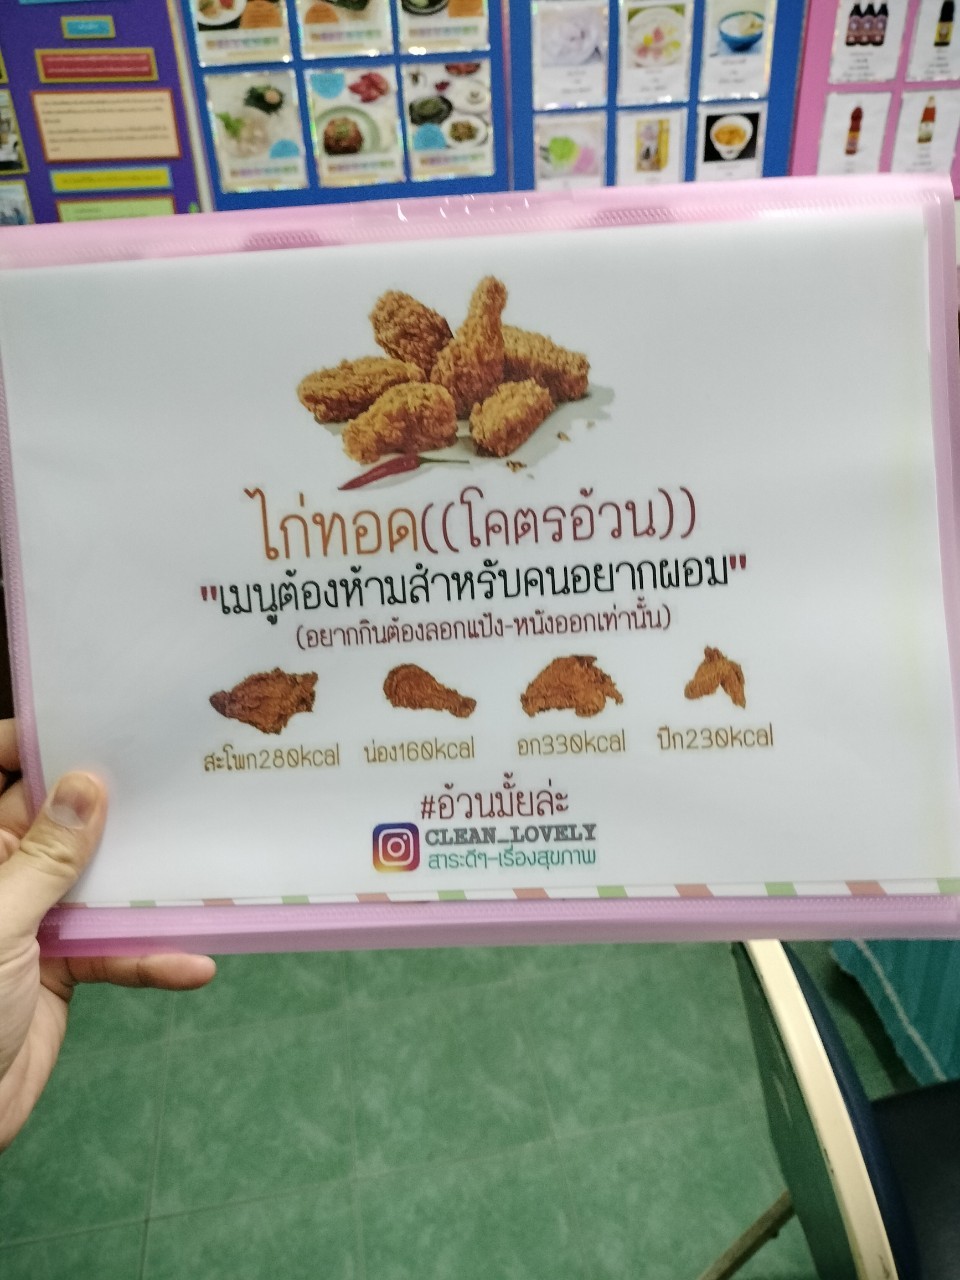 ไก่ทอด((โคตรอ้วน))
"เมนูต้องห้ามสำหรับคนอยากผอม"
(อยากกินต้องลอกแป้ง-หนังออกเท่านั้น)
สะโพก280kcal น่อง160kcal อก330kcal ปีก230kcal
#อ้วนมั้ยล่ะ
CLEAN_LOVELY
สาระดีๆ-เรื่องสุขภาพ